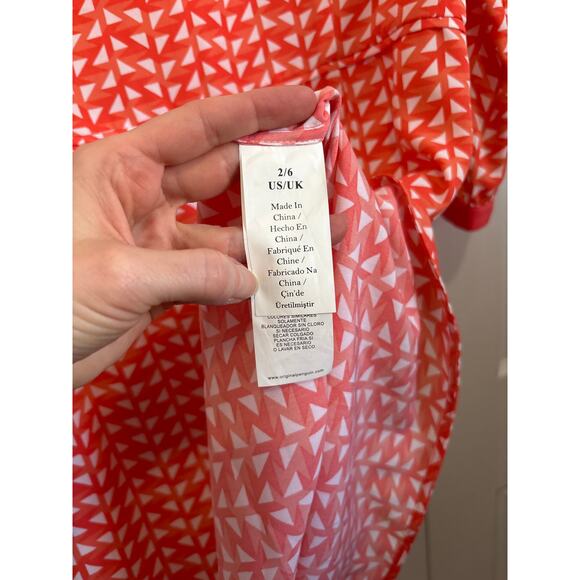 2/6
US/UK
Made In
China /
Hecho En
China /
Fabriqué En
Chine /
Fabricado Na
China /
Çin'de
Üretilmiştir
COLORES SIMILARES
SOLAMENTE
BLANQUEADOR SIN CLORO
SI NECESARIO
SECAR COLGADO
PLANCHA FRIA SI
ES NECESARIO
O LAVAR EN SECO
www.originalpenguin.com